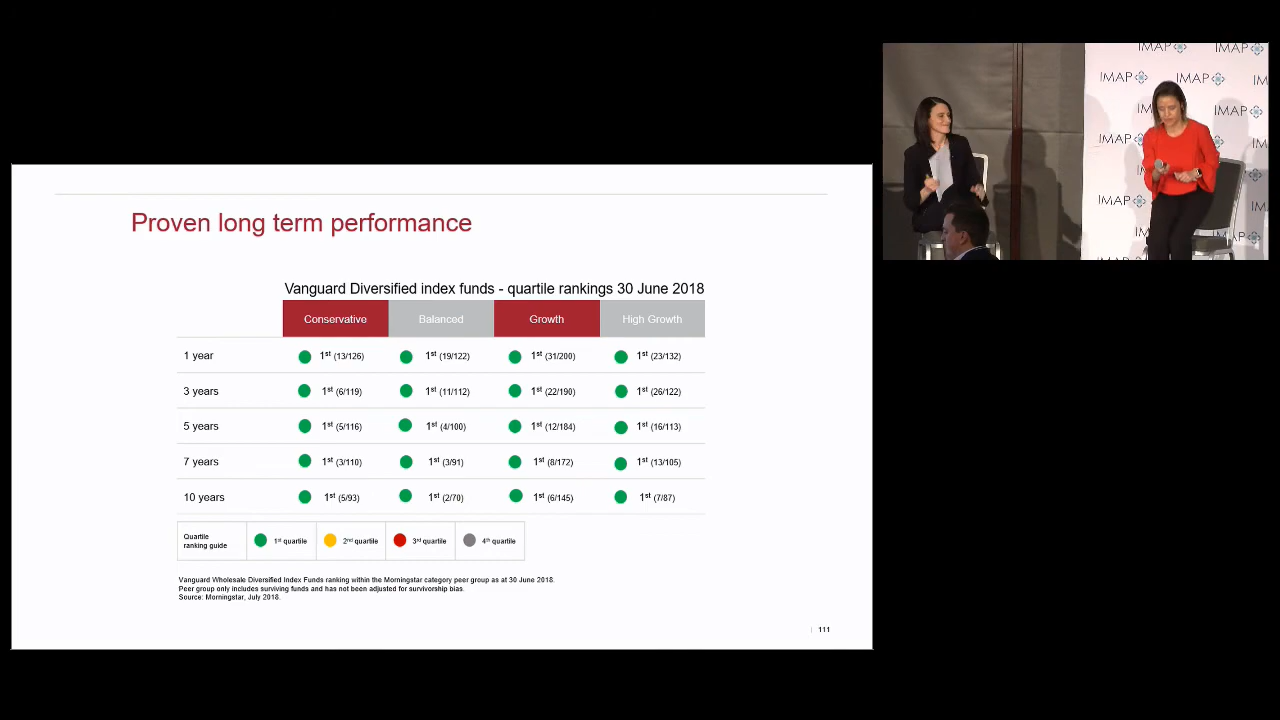 Proven long term performance
Vanguard Diversified index funds - quartile rankings 30 June 2018
Conservative Balanced Growth High Growth
1 year 1st (13/126) 1st (19/122) 1st (31/200) 1st (23/132)
3 years 1st (6/119) 1st (11/112) 1st (22/190) 1st (26/122)
5 years 1st (5/116) 1st (4/100) 1st (12/184) 1st (16/113)
7 years 1st (3/110) 1st (3/91) 1st (8/172) 1st (13/105)
10 years 1st (5/93) 1st (2/70) 1st (6/145) 1st (7/87)
Quartile
ranking guide
1st quartile 2nd quartile 3rd quartile 4th quartile
Vanguard Wholesale Diversified Index Funds ranking within the Morningstar category peer group as at 30 June 2018.
Peer group only includes surviving funds and has not been adjusted for survivorship bias.
Source: Morningstar, July 2018.
111
IMAP IMAP
IMAP IMAP IM
IMAP IMAP
IMAP
IMAP
IMAP
IMAP